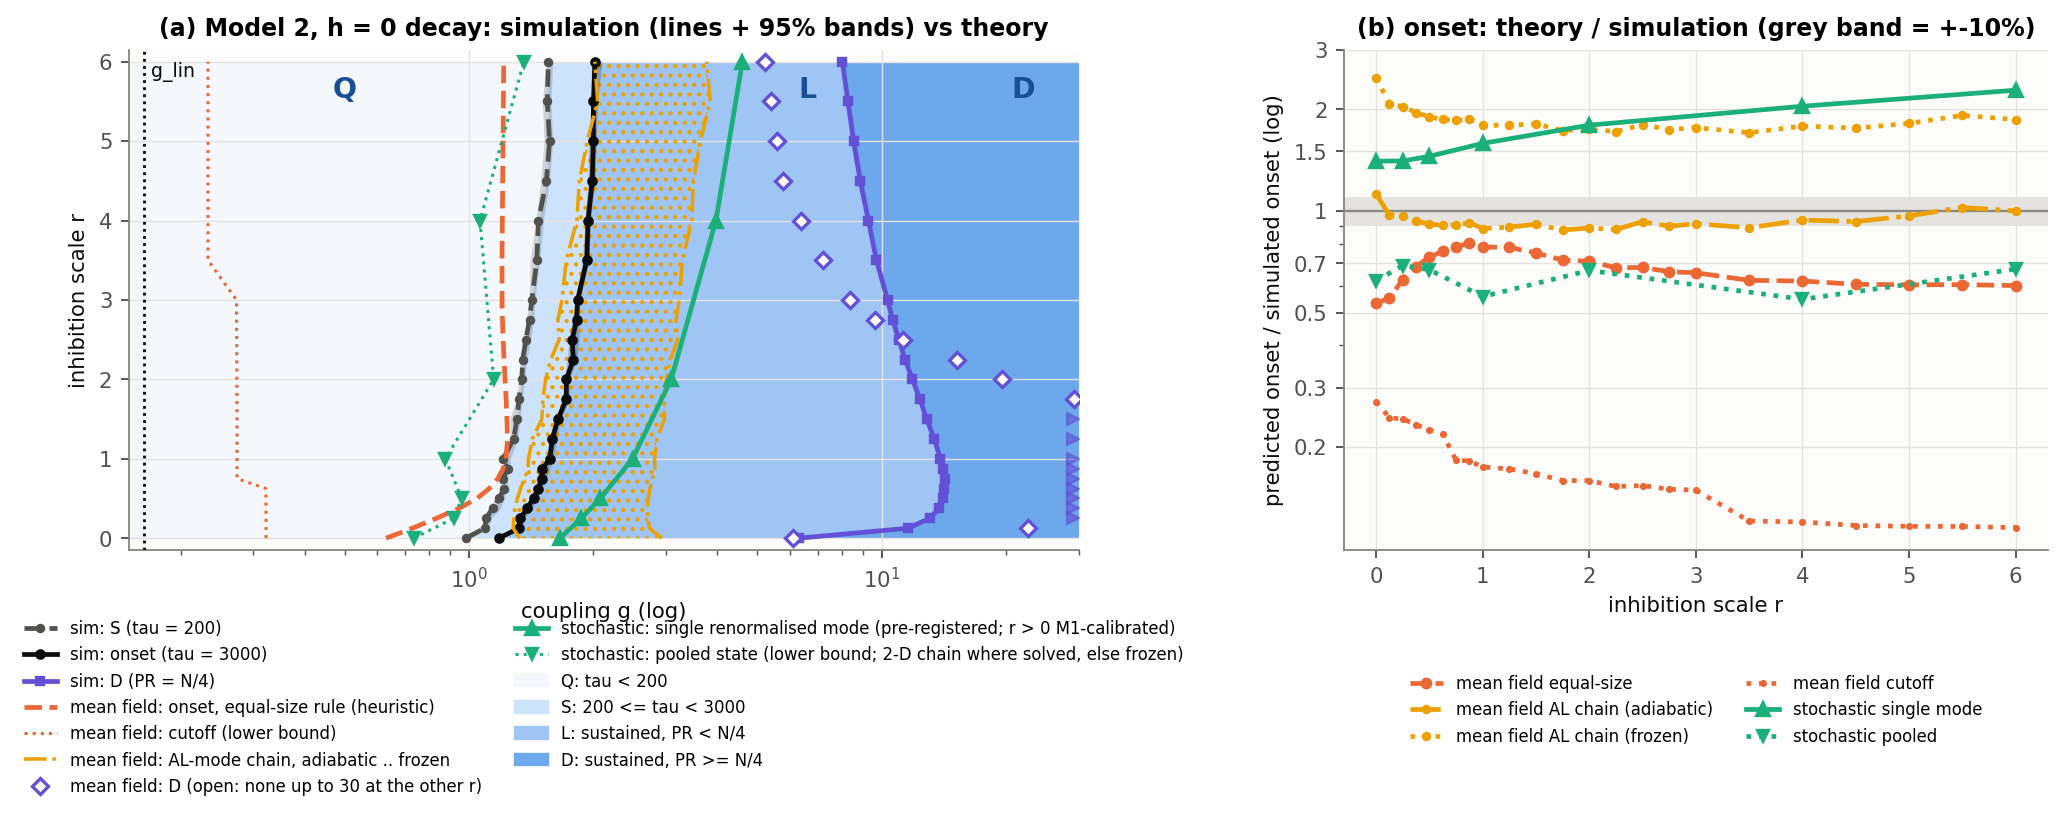 (a) Model 2, h = 0 decay: simulation (lines + 95% bands) vs theory
g_lin
Q
L
D
6
5
4
3
2
1
0
inhibition scale r
10^0
10^1
coupling g (log)
sim: S (tau = 200)
sim: onset (tau = 3000)
sim: D (PR = N/4)
mean field: onset, equal-size rule (heuristic)
mean field: cutoff (lower bound)
mean field: AL-mode chain, adiabatic .. frozen
mean field: D (open: none up to 30 at the other r)
stochastic: single renormalised mode (pre-registered; r > 0 M1-calibrated)
stochastic: pooled state (lower bound; 2-D chain where solved, else frozen)
Q: tau < 200
S: 200 <= tau < 3000
L: sustained, PR < N/4
D: sustained, PR >= N/4
(b) onset: theory / simulation (grey band = +-10%)
3
2
1.5
1
0.7
0.5
0.3
0.2
predicted onset / simulated onset (log)
0
1
2
3
4
5
6
inhibition scale r
mean field equal-size
mean field AL chain (adiabatic)
mean field AL chain (frozen)
mean field cutoff
stochastic single mode
stochastic pooled